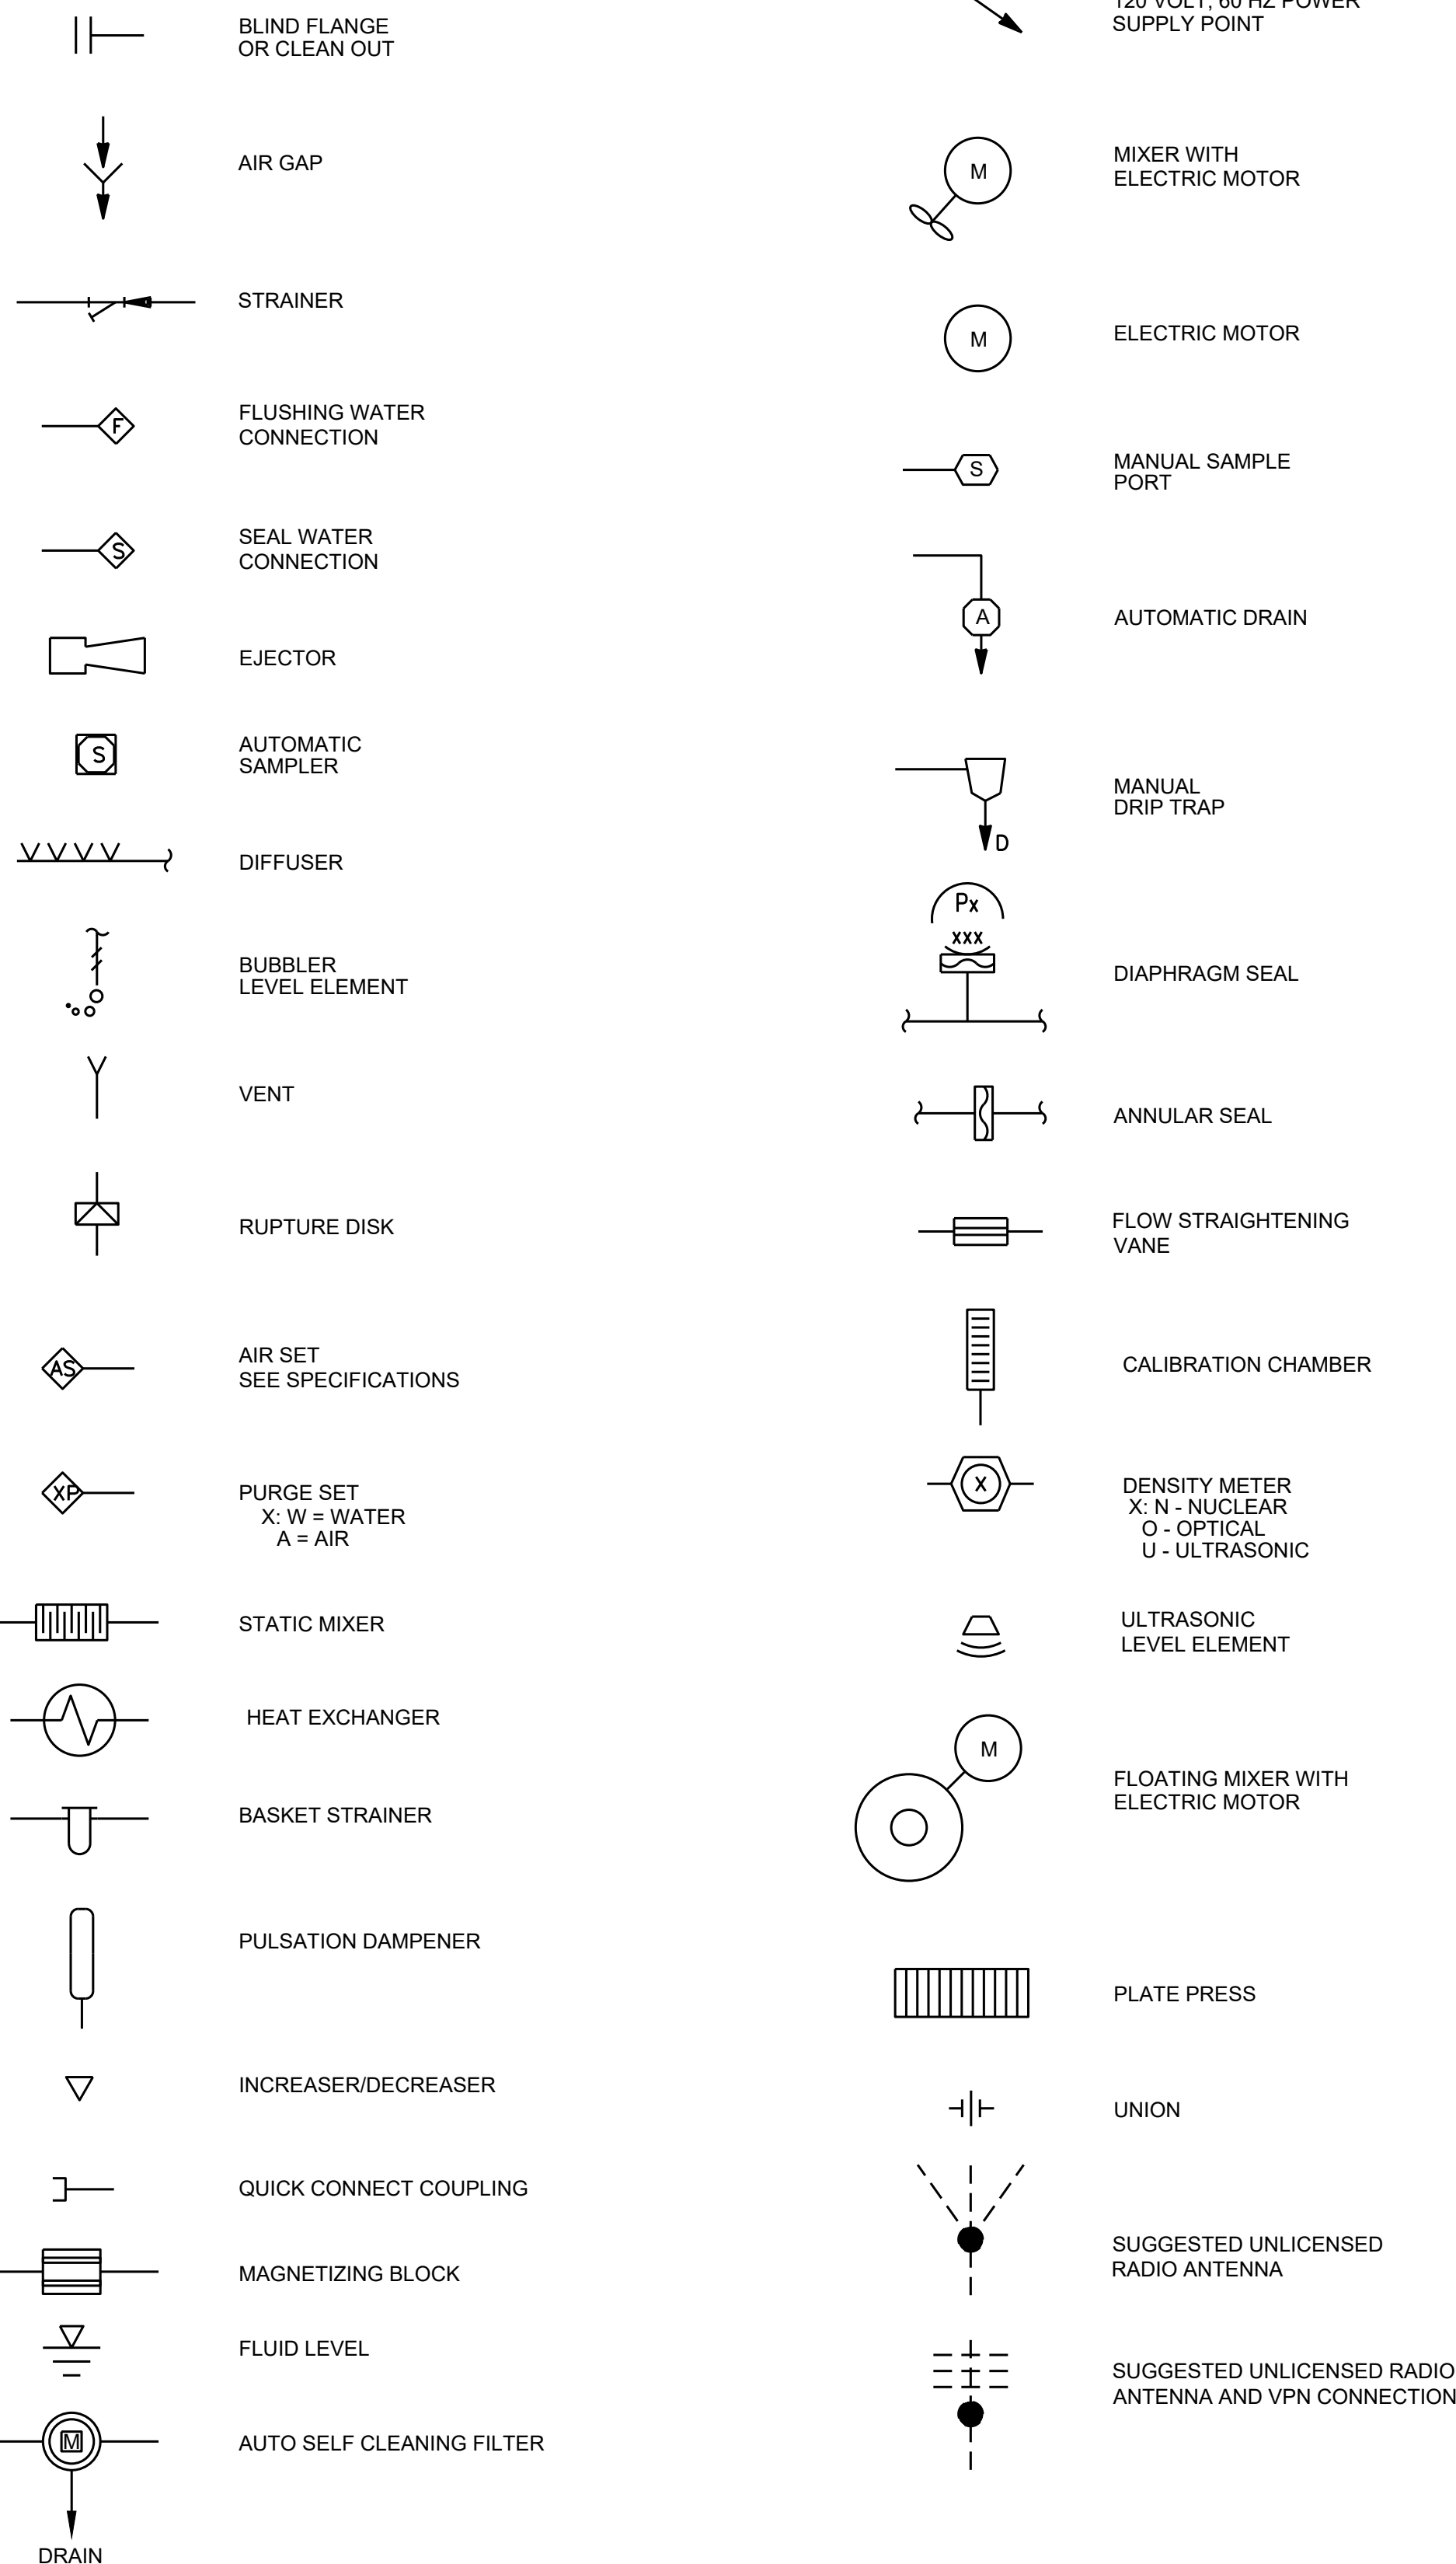 BLIND FLANGE
OR CLEAN OUT
AIR GAP
STRAINER
F
FLUSHING WATER
CONNECTION
S
SEAL WATER
CONNECTION
EJECTOR
S
AUTOMATIC
SAMPLER
DIFFUSER
BUBBLER
LEVEL ELEMENT
VENT
RUPTURE DISK
AS
AIR SET
SEE SPECIFICATIONS
XP
PURGE SET
X: W = WATER
A = AIR
STATIC MIXER
HEAT EXCHANGER
BASKET STRAINER
PULSATION DAMPENER
INCREASER/DECREASER
QUICK CONNECT COUPLING
MAGNETIZING BLOCK
FLUID LEVEL
M
AUTO SELF CLEANING FILTER
DRAIN
120 VOLT, 60 HZ POWER
SUPPLY POINT
M
MIXER WITH
ELECTRIC MOTOR
M
ELECTRIC MOTOR
S
MANUAL SAMPLE
PORT
A
AUTOMATIC DRAIN
MANUAL
DRIP TRAP
D
Px
XXX
DIAPHRAGM SEAL
ANNULAR SEAL
FLOW STRAIGHTENING
VANE
CALIBRATION CHAMBER
X
DENSITY METER
X: N - NUCLEAR
O - OPTICAL
U - ULTRASONIC
ULTRASONIC
LEVEL ELEMENT
M
FLOATING MIXER WITH
ELECTRIC MOTOR
PLATE PRESS
UNION
SUGGESTED UNLICENSED
RADIO ANTENNA
SUGGESTED UNLICENSED RADIO
ANTENNA AND VPN CONNECTION